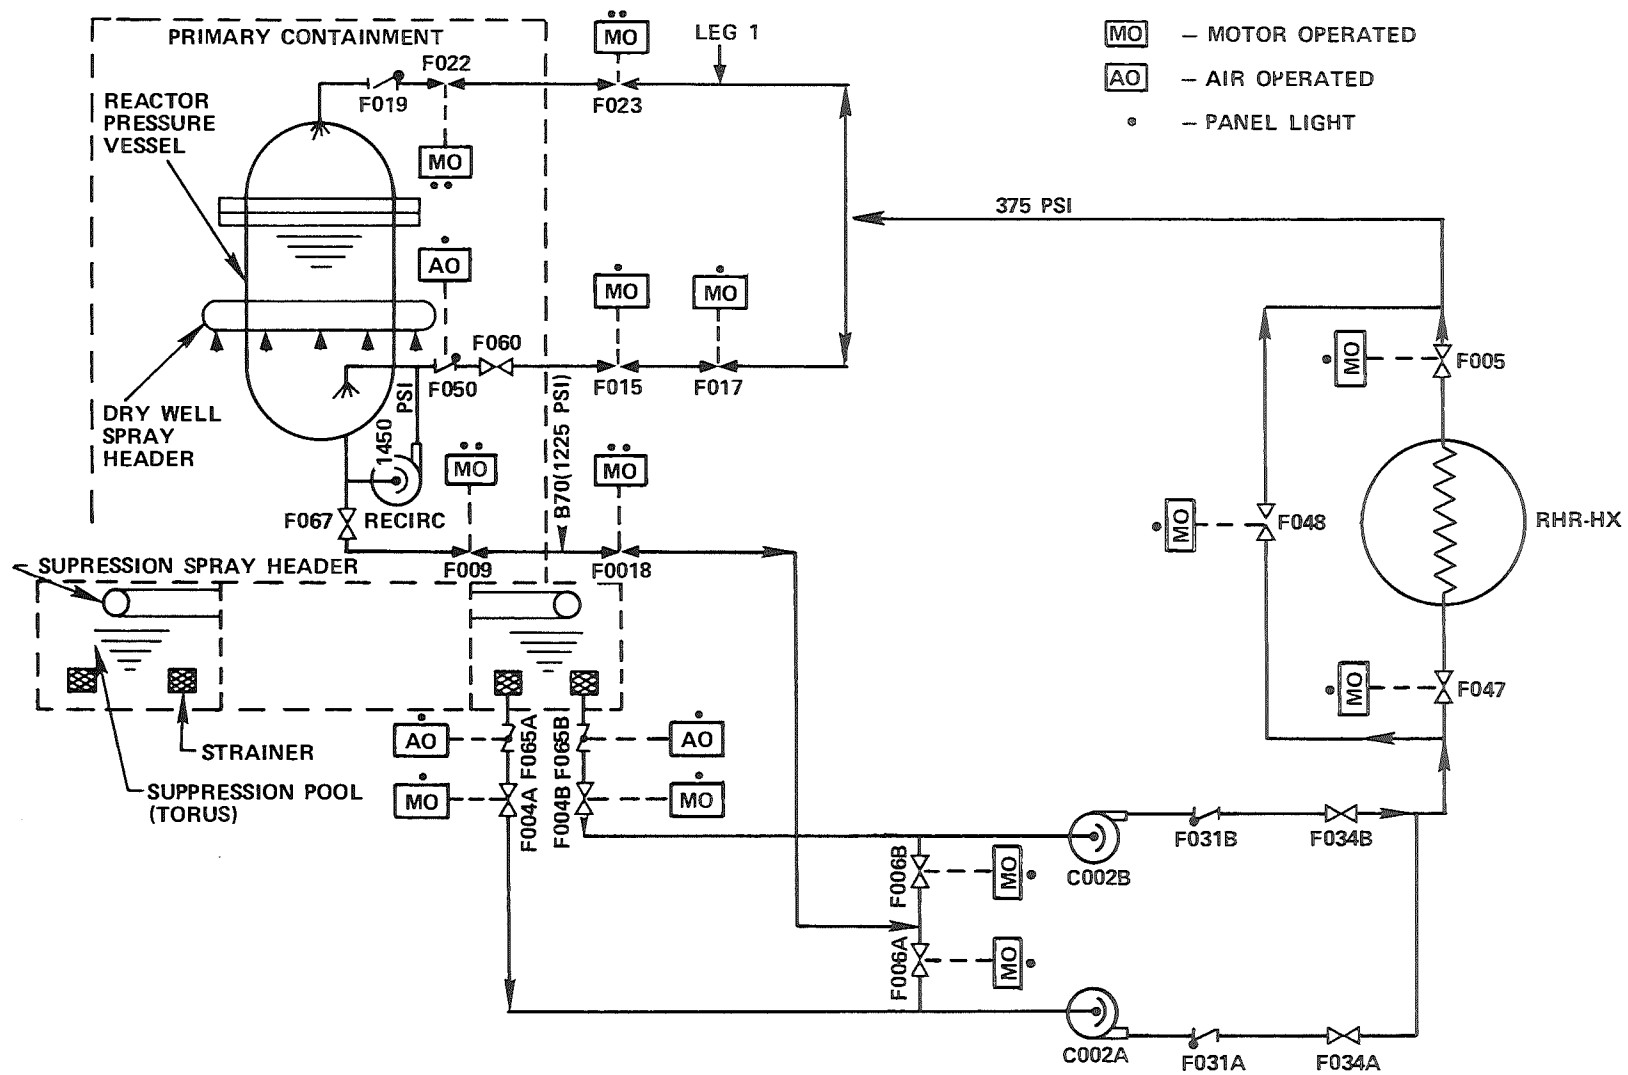 PRIMARY CONTAINMENT
MO
LEG 1
MO – MOTOR OPERATED
AO – AIR OPERATED
• – PANEL LIGHT
F022
F019
F023
REACTOR
PRESSURE
VESSEL
MO
375 PSI
AO
MO
MO
F060
F050
F015
F017
MO
F005
DRY WELL
SPRAY
HEADER
1450 PSI
B70(1225 PSI)
MO
MO
F067
RECIRC
MO
F048
RHR-HX
F009
F0018
SUPRESSION SPRAY HEADER
MO
F047
STRAINER
SUPPRESSION POOL
(TORUS)
AO
F065A
F065B
AO
MO
F004A
F004B
MO
F031B
F034B
C002B
F006B
MO
F006A
MO
C002A
F031A
F034A